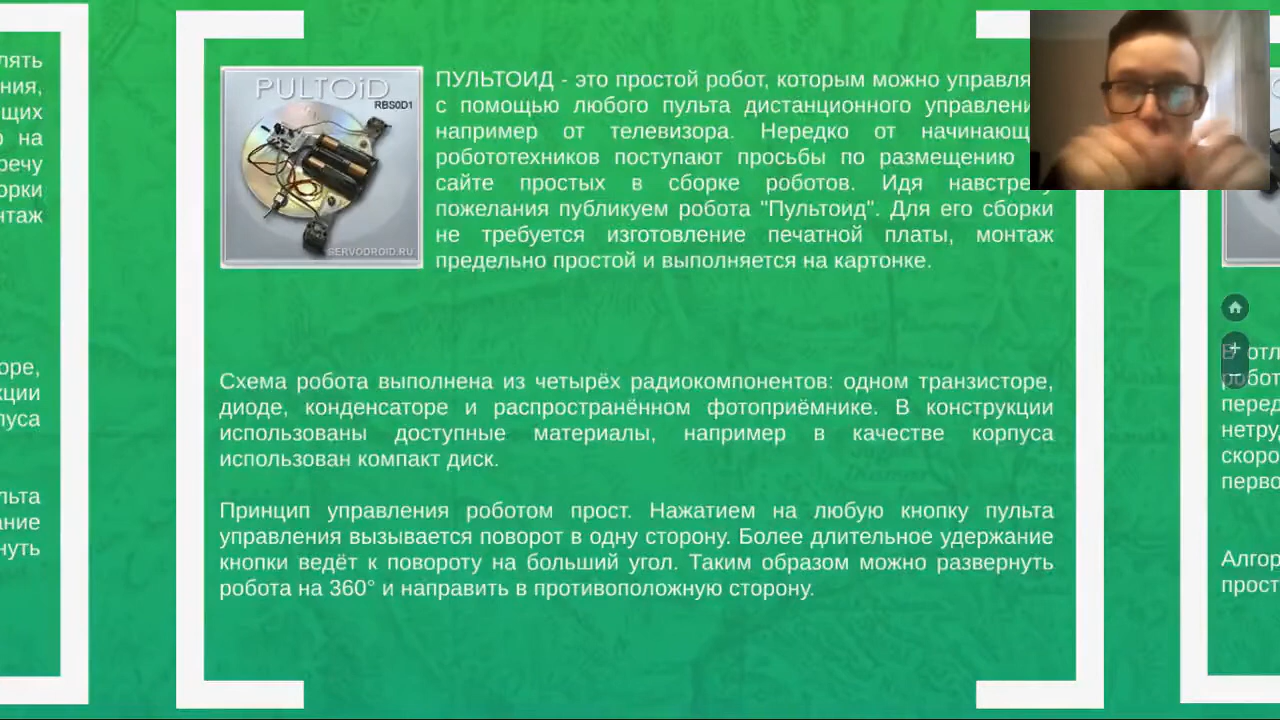 лять
ния,
щих
на
речу
орки
нтаж
оре,
кции
пуса
льта
ание
нуть
PULTOiD
RBS0D1
SERVODROID.RU
ПУЛЬТОИД - это простой робот, которым можно управля
с помощью любого пульта дистанционного управлени
например от телевизора. Нередко от начинающ
робототехников поступают просьбы по размещению
сайте простых в сборке роботов. Идя навстречу
пожелания публикуем робота "Пультоид". Для его сборки
не требуется изготовление печатной платы, монтаж
предельно простой и выполняется на картонке.
Схема робота выполнена из четырёх радиокомпонентов: одном транзисторе,
диоде, конденсаторе и распространённом фотоприёмнике. В конструкции
использованы доступные материалы, например в качестве корпуса
использован компакт диск.
Принцип управления роботом прост. Нажатием на любую кнопку пульта
управления вызывается поворот в одну сторону. Более длительное удержание
кнопки ведёт к повороту на больший угол. Таким образом можно развернуть
робота на 360° и направить в противоположную сторону.
В отл
робот
перед
нетру
скоро
перво
Алгор
прост